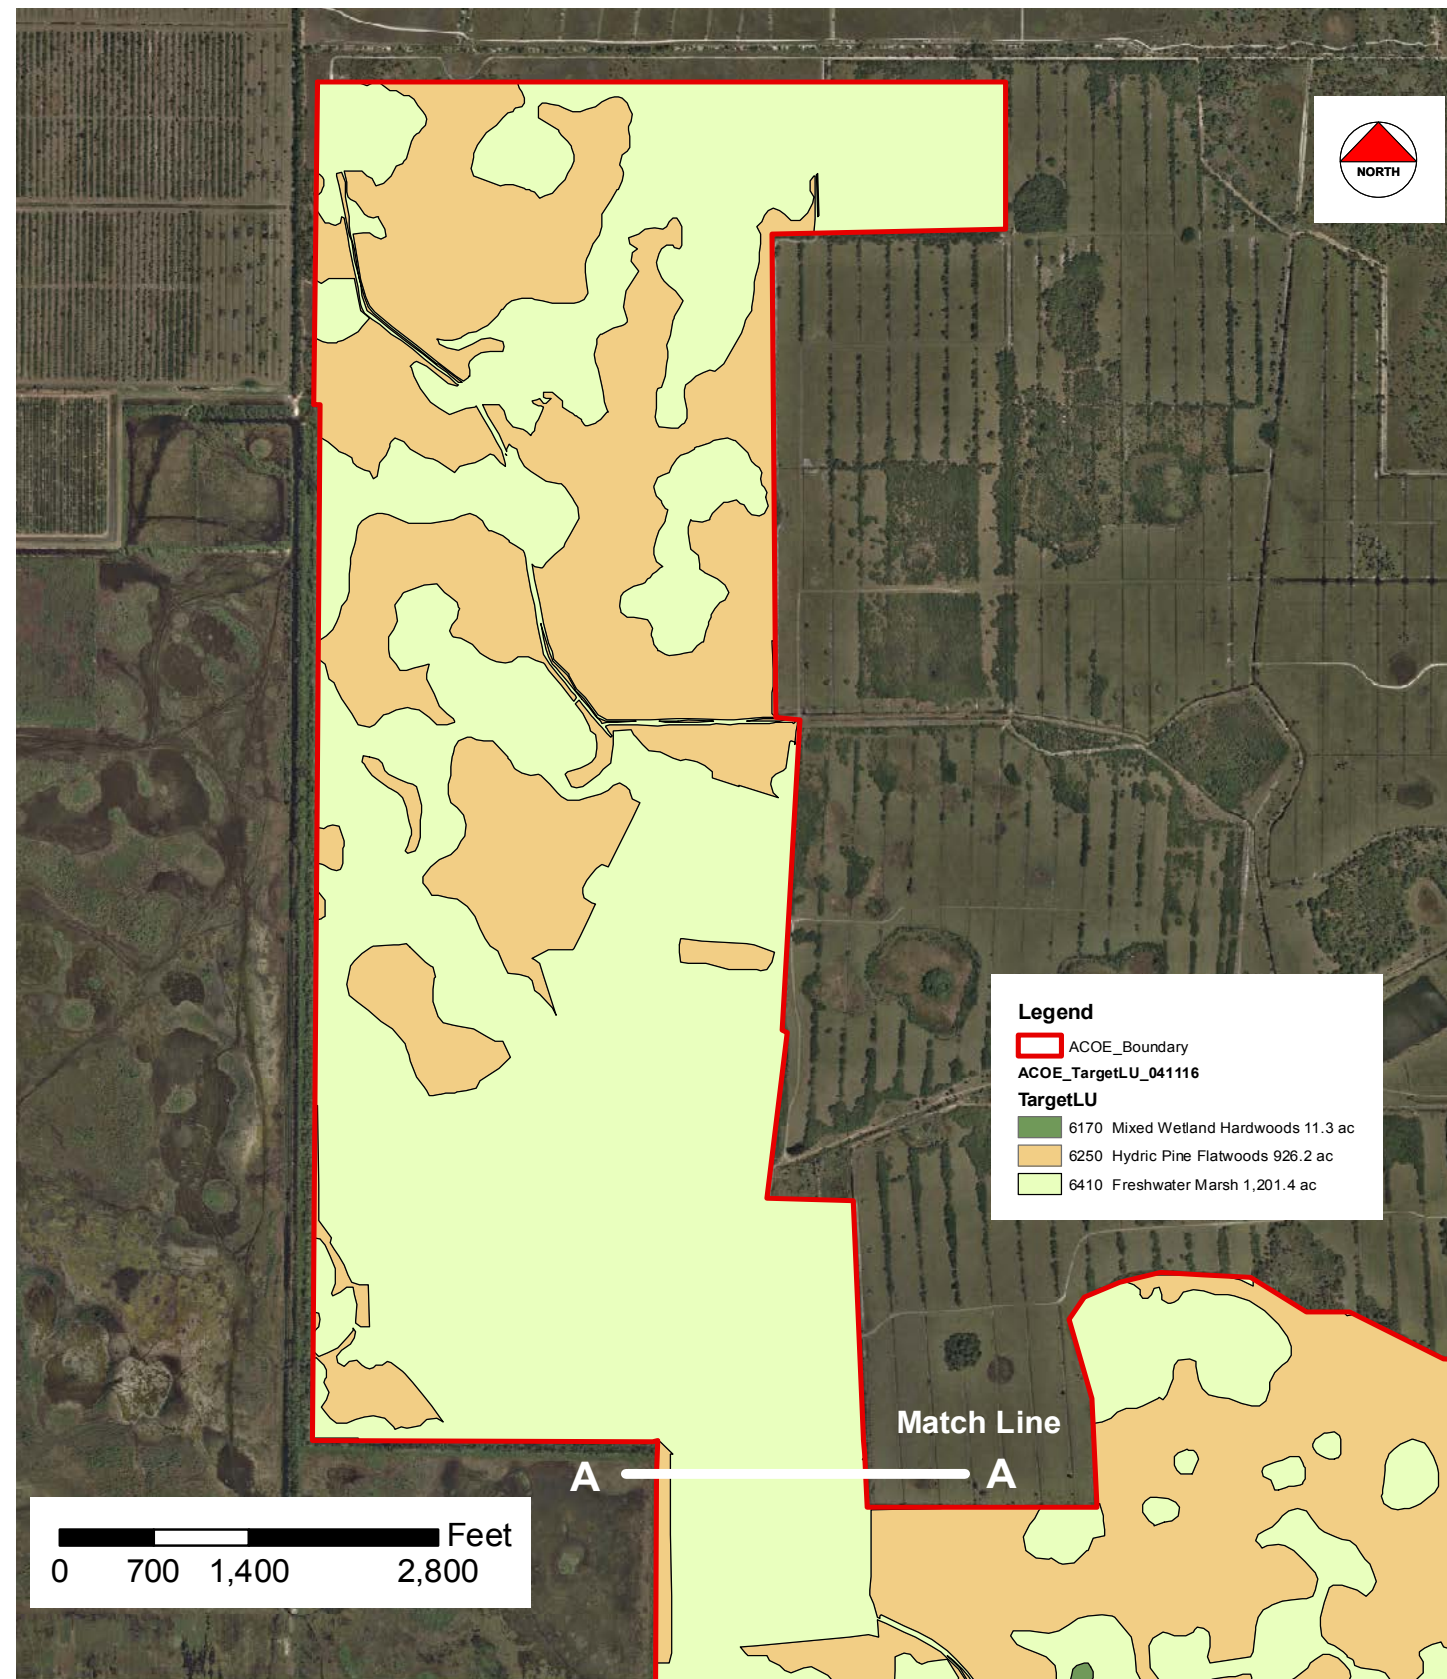 NORTH
Legend
ACOE_Boundary
ACOE_TargetLU_041116
TargetLU
6170 Mixed Wetland Hardwoods 11.3 ac
6250 Hydric Pine Flatwoods 926.2 ac
6410 Freshwater Marsh 1,201.4 ac
Match Line
A A
Feet
0 700 1,400 2,800